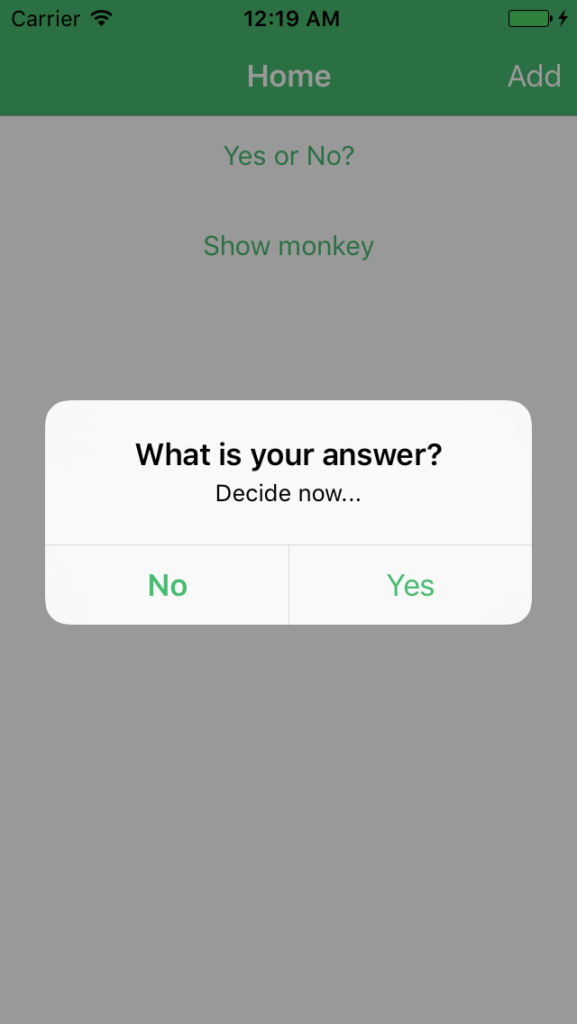 Carrier 12:19 AM
Home Add
Yes or No?
Show monkey
What is your answer?
Decide now...
No Yes